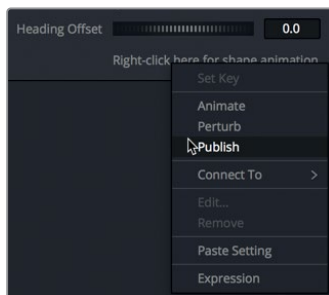 Heading Offset 0.0
Right-click here for shape animation
Set Key
Animate
Perturb
Publish
Connect To >
Edit...
Remove
Paste Setting
Expression